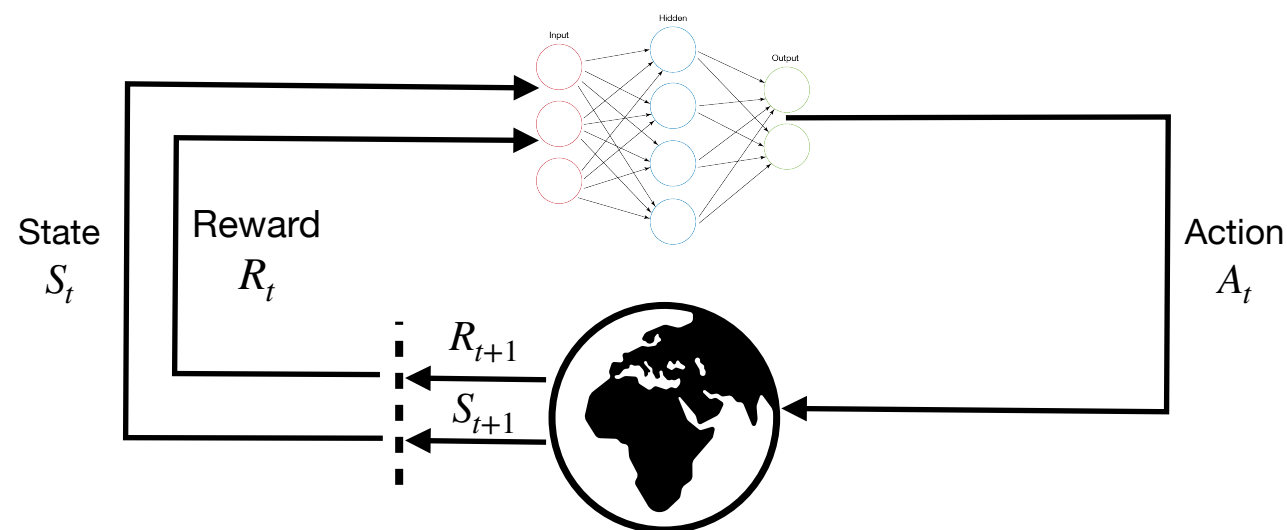 Hidden
Input
Output
State
S_t
Reward
R_t
Action
A_t
R_{t+1}
S_{t+1}